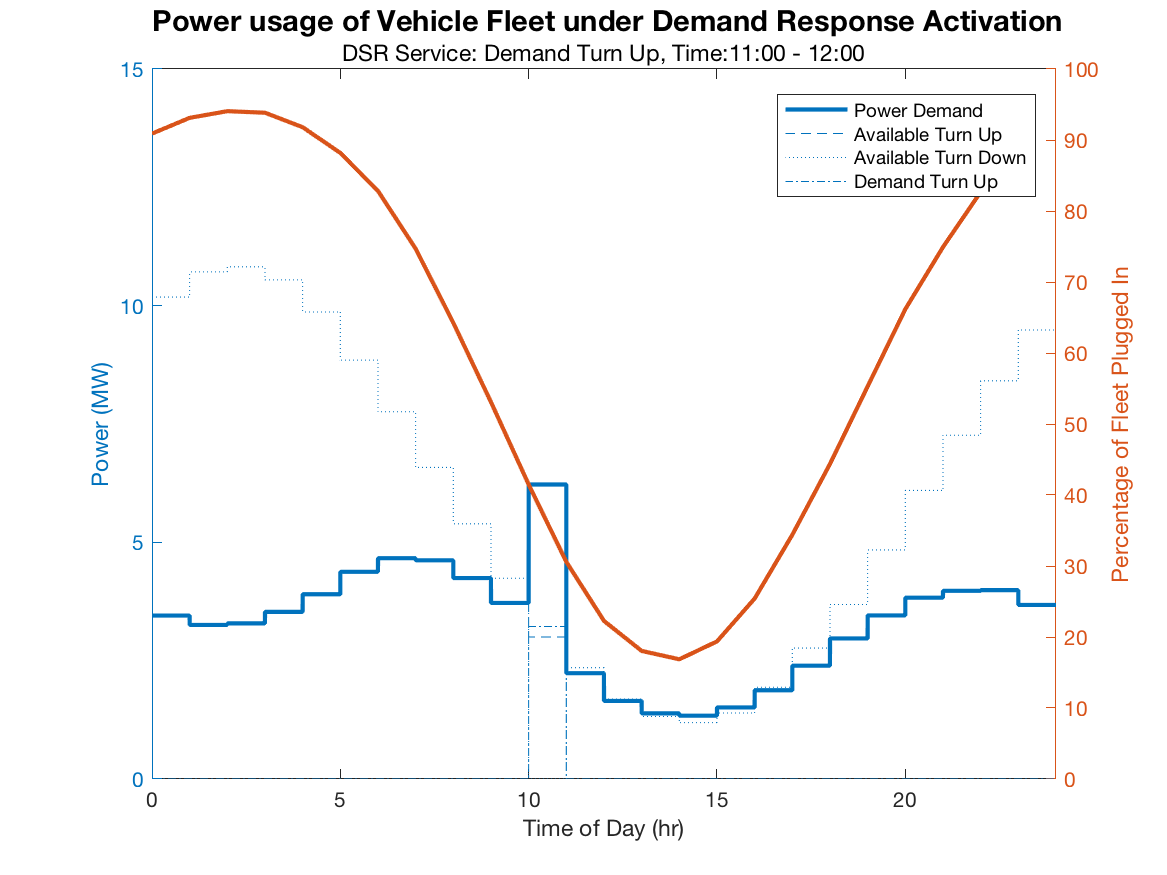 Power usage of Vehicle Fleet under Demand Response Activation
DSR Service: Demand Turn Up, Time:11:00 - 12:00
15
10
5
0
Power (MW)
100
90
80
70
60
50
40
30
20
10
0
Percentage of Fleet Plugged In
Power Demand
Available Turn Up
Available Turn Down
Demand Turn Up
0 5 10 15 20
Time of Day (hr)